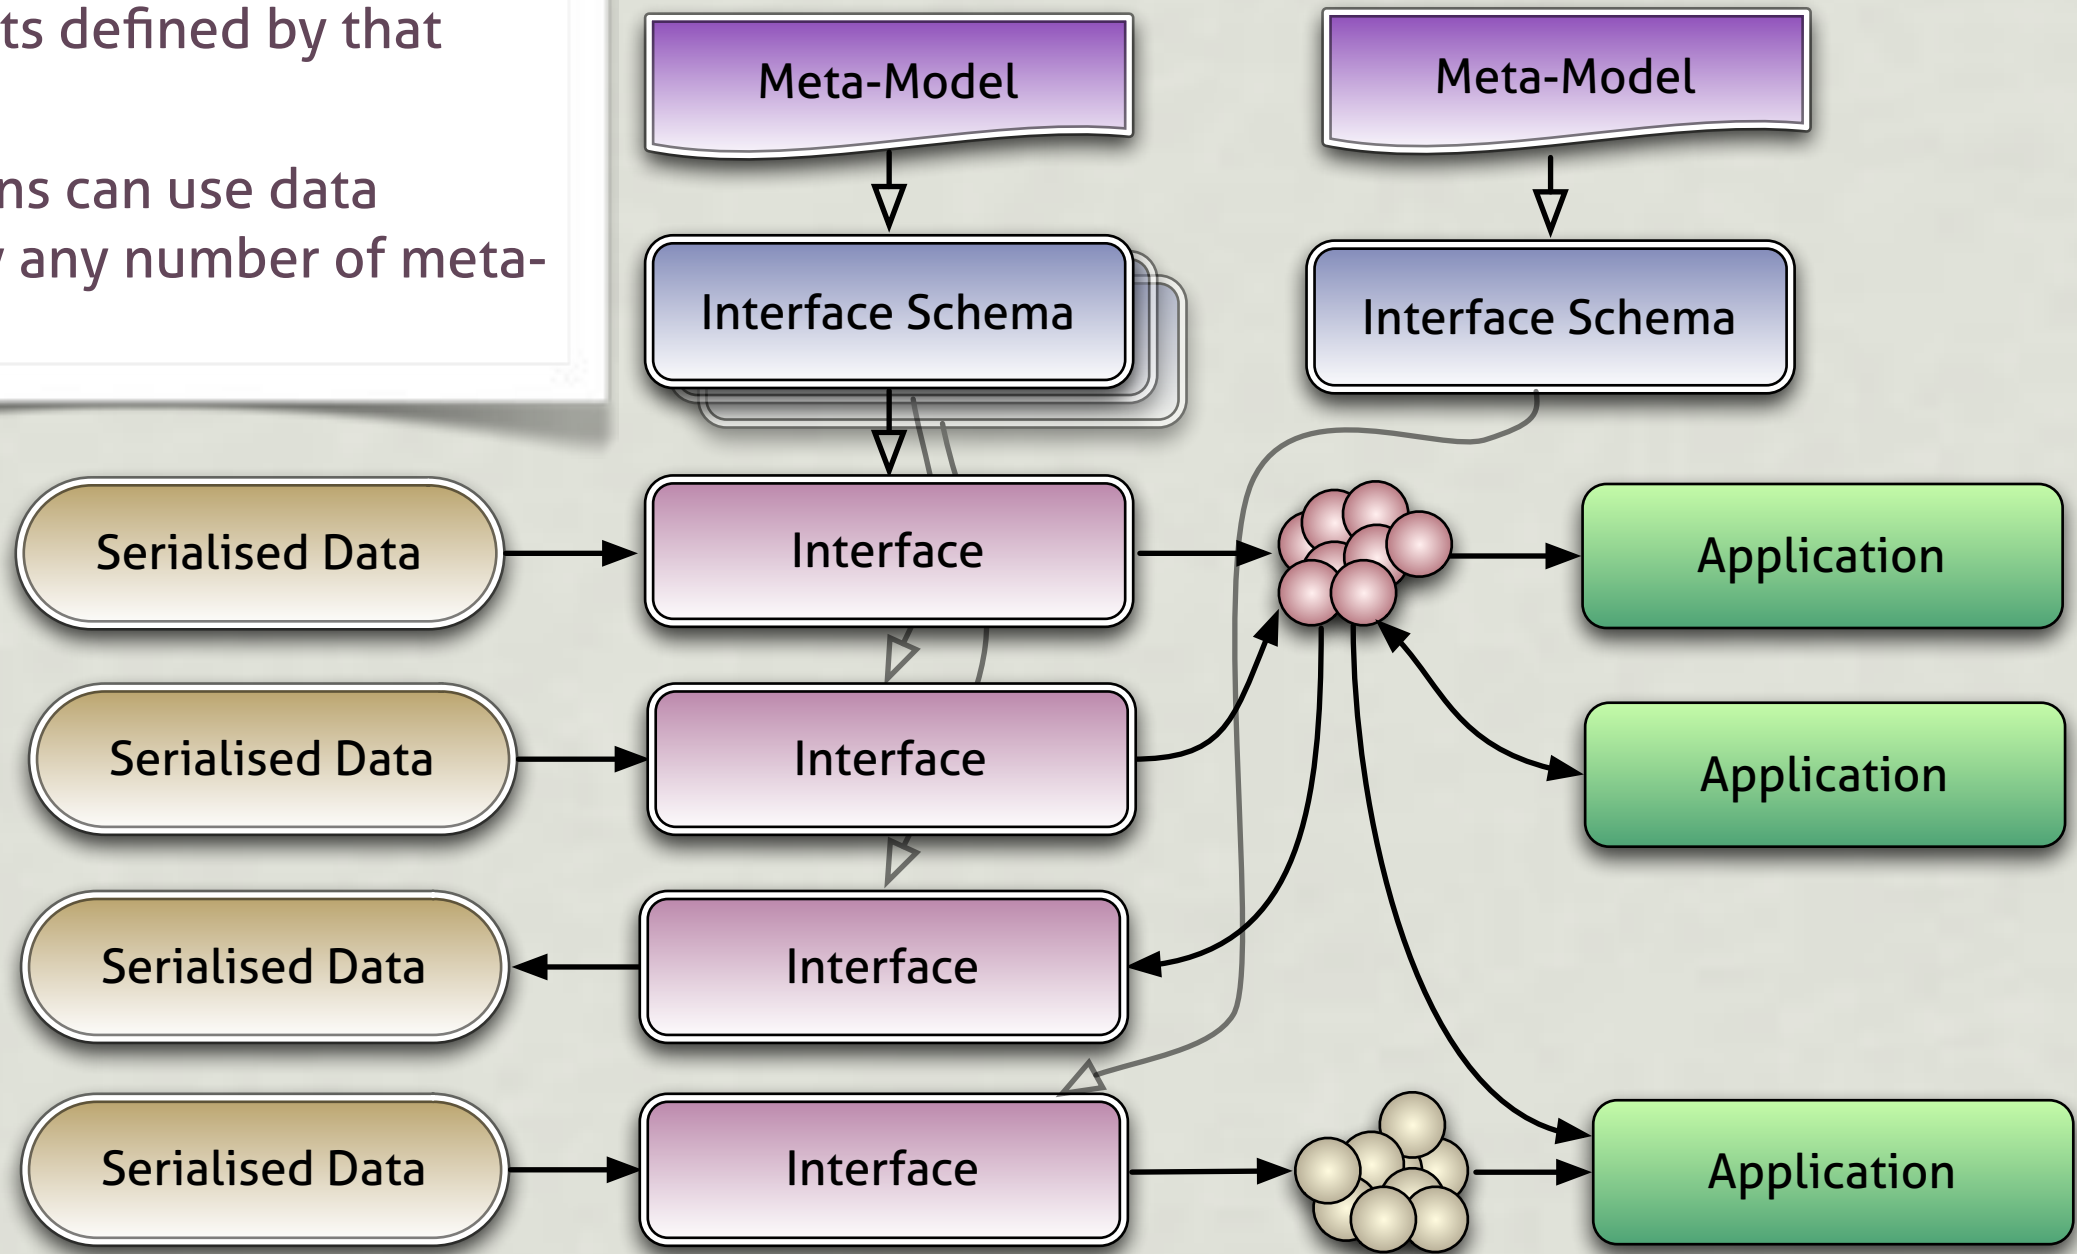 ts defined by that
ns can use data
any number of meta-
Meta-Model
Meta-Model
Interface Schema
Interface Schema
Serialised Data
Interface
Application
Serialised Data
Interface
Application
Serialised Data
Interface
Serialised Data
Interface
Application